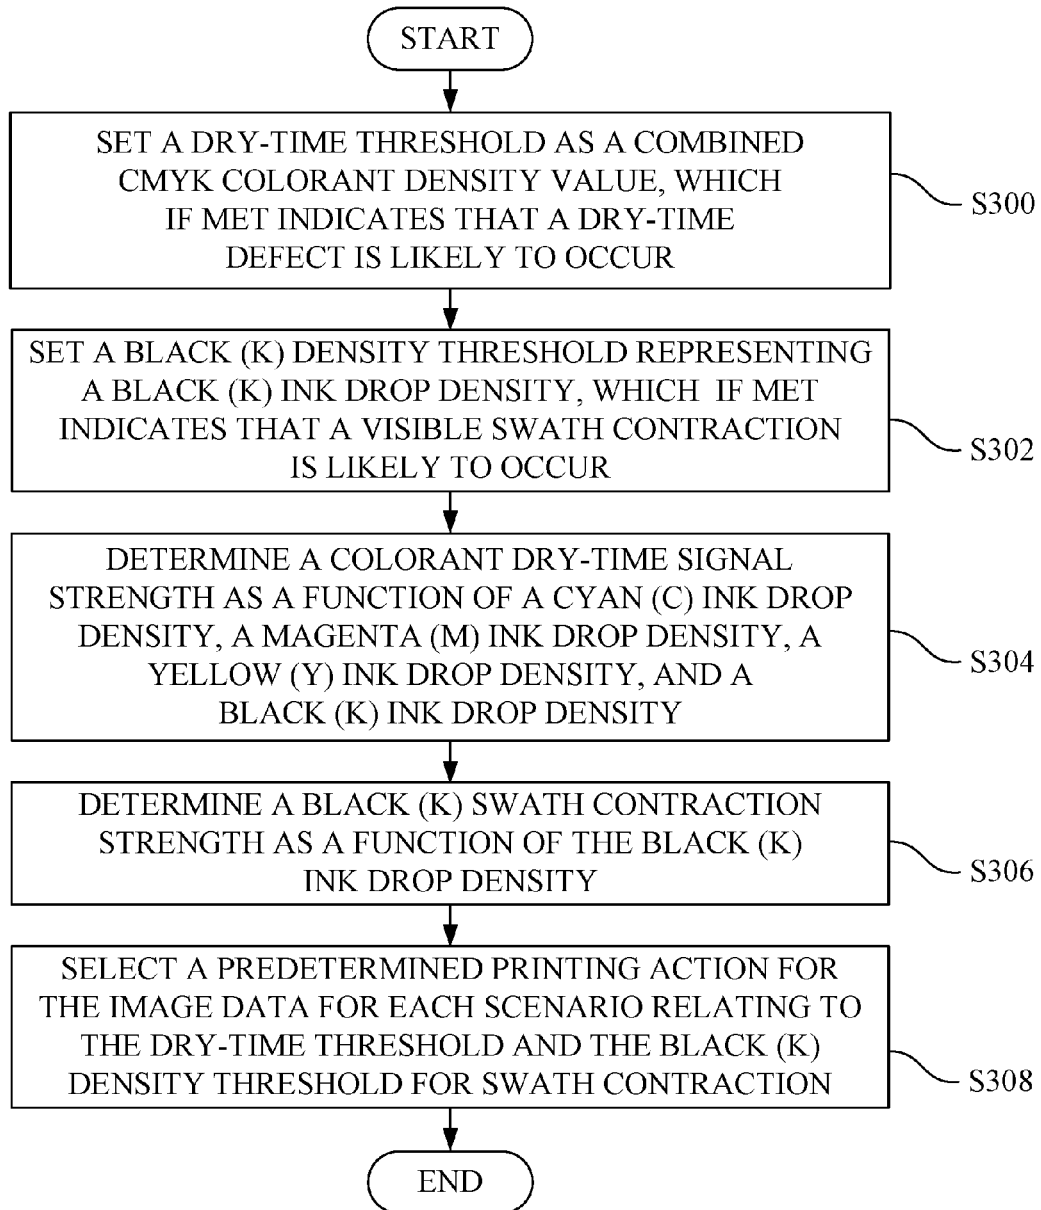 START
SET A DRY-TIME THRESHOLD AS A COMBINED
CMYK COLORANT DENSITY VALUE, WHICH
IF MET INDICATES THAT A DRY-TIME
DEFECT IS LIKELY TO OCCUR
S300
SET A BLACK (K) DENSITY THRESHOLD REPRESENTING
A BLACK (K) INK DROP DENSITY, WHICH IF MET
INDICATES THAT A VISIBLE SWATH CONTRACTION
IS LIKELY TO OCCUR
S302
DETERMINE A COLORANT DRY-TIME SIGNAL
STRENGTH AS A FUNCTION OF A CYAN (C) INK DROP
DENSITY, A MAGENTA (M) INK DROP DENSITY, A
YELLOW (Y) INK DROP DENSITY, AND A
BLACK (K) INK DROP DENSITY
S304
DETERMINE A BLACK (K) SWATH CONTRACTION
STRENGTH AS A FUNCTION OF THE BLACK (K)
INK DROP DENSITY
S306
SELECT A PREDETERMINED PRINTING ACTION FOR
THE IMAGE DATA FOR EACH SCENARIO RELATING TO
THE DRY-TIME THRESHOLD AND THE BLACK (K)
DENSITY THRESHOLD FOR SWATH CONTRACTION
S308
END